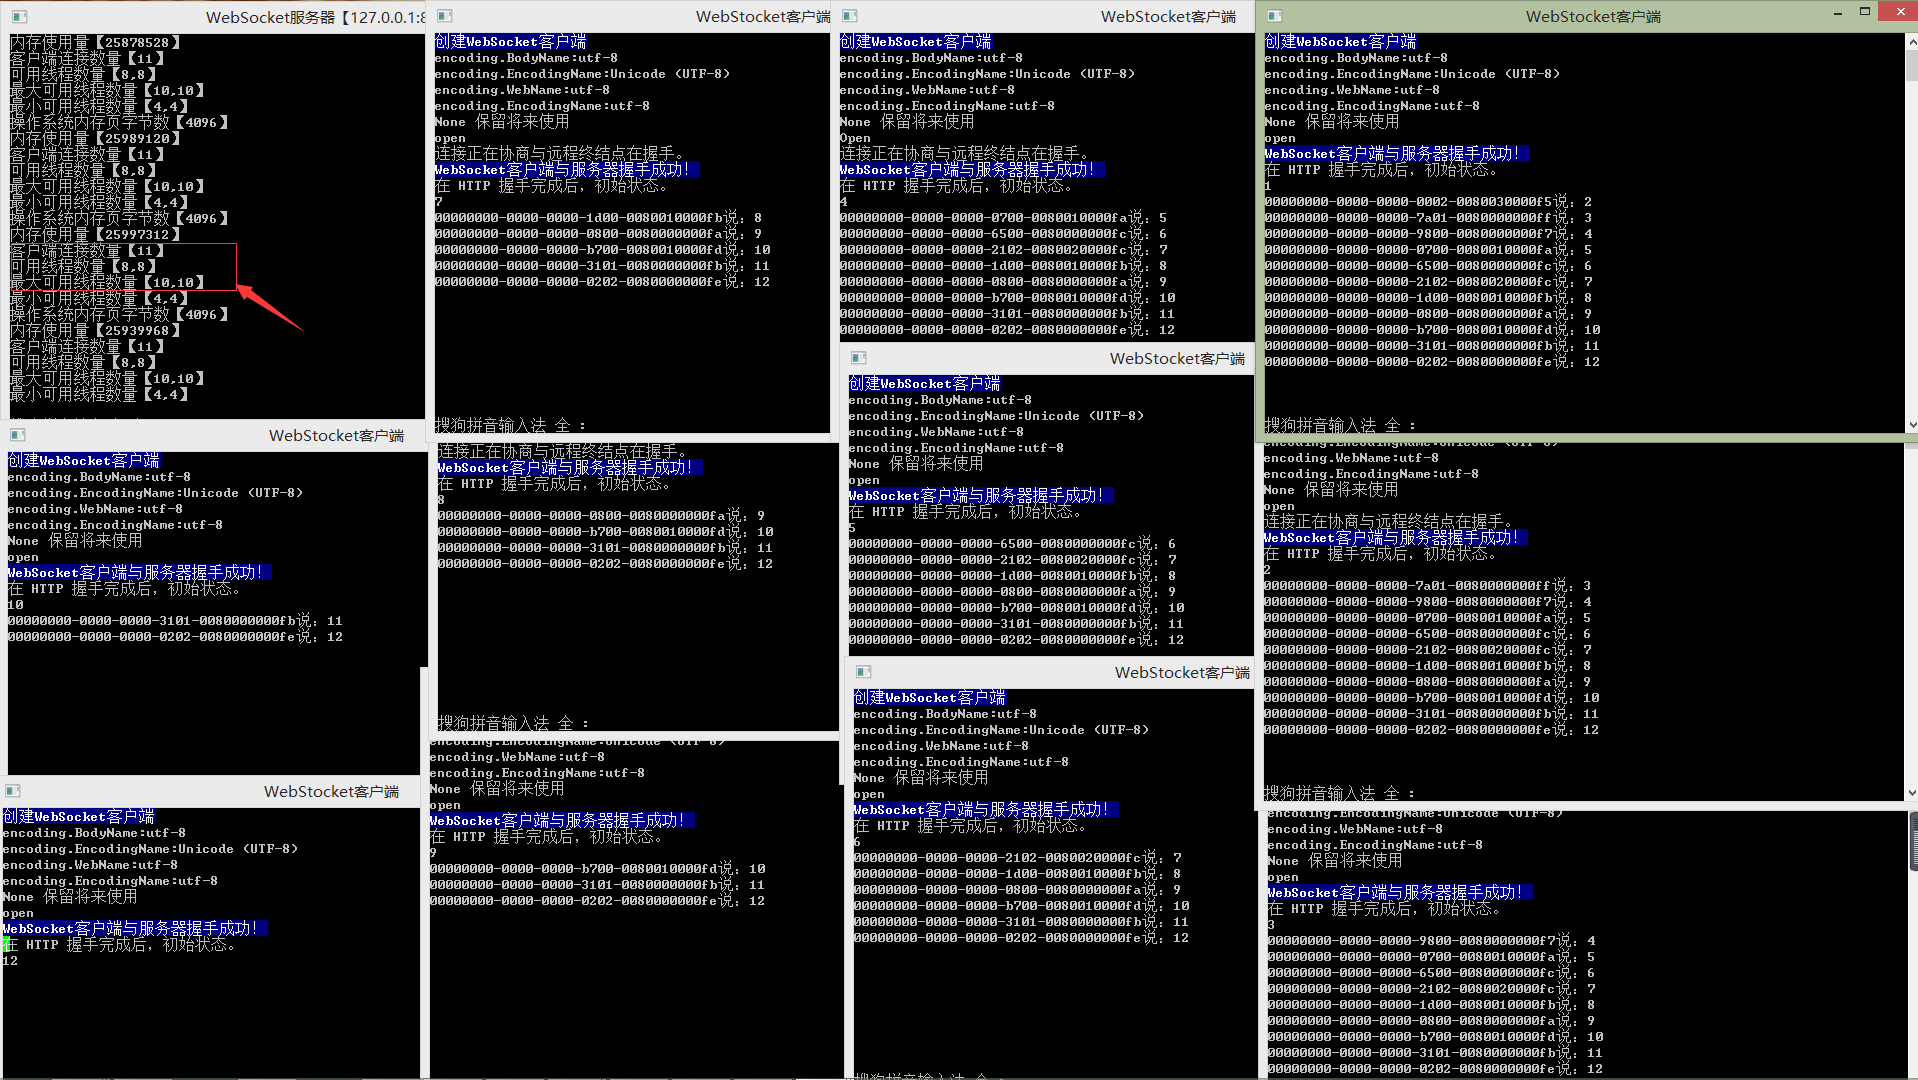 WebSocket服务器【127.0.0.1:8
内存使用量【25878528】
客户端连接数量【11】
可用线程数量【8,8】
最大可用线程数量【10,10】
最小可用线程数量【4,4】
操作系统内存页字节数【4096】
内存使用量【25989120】
客户端连接数量【11】
可用线程数量【8,8】
最大可用线程数量【10,10】
最小可用线程数量【4,4】
操作系统内存页字节数【4096】
内存使用量【25997312】
客户端连接数量【11】
可用线程数量【8,8】
最大可用线程数量【10,10】
最小可用线程数量【4,4】
操作系统内存页字节数【4096】
内存使用量【25939968】
客户端连接数量【11】
可用线程数量【8,8】
最大可用线程数量【10,10】
最小可用线程数量【4,4】
WebStocket客户端
创建WebSocket客户端
encoding.BodyName:utf-8
encoding.EncodingName:Unicode (UTF-8)
encoding.WebName:utf-8
encoding.EncodingName:utf-8
None 保留将来使用
open
连接正在协商与远程终结点在握手。
WebSocket客户端与服务器握手成功！
在 HTTP 握手完成后，初始状态。
7
00000000-0000-0000-1d00-0080010000fb说：8
00000000-0000-0000-0800-0080000000fa说：9
00000000-0000-0000-b700-0080010000fd说：10
00000000-0000-0000-3101-0080000000fb说：11
00000000-0000-0000-0202-0080000000fe说：12
搜狗拼音输入法 全 ：
WebStocket客户端
创建WebSocket客户端
encoding.BodyName:utf-8
encoding.EncodingName:Unicode (UTF-8)
encoding.WebName:utf-8
encoding.EncodingName:utf-8
None 保留将来使用
Open
连接正在协商与远程终结点在握手。
WebSocket客户端与服务器握手成功！
在 HTTP 握手完成后，初始状态。
4
00000000-0000-0000-0700-0080010000fa说：5
00000000-0000-0000-6500-0080000000fc说：6
00000000-0000-0000-2102-0080020000fc说：7
00000000-0000-0000-1d00-0080010000fb说：8
00000000-0000-0000-0800-0080000000fa说：9
00000000-0000-0000-b700-0080010000fd说：10
00000000-0000-0000-3101-0080000000fb说：11
00000000-0000-0000-0202-0080000000fe说：12
WebStocket客户端
创建WebSocket客户端
encoding.BodyName:utf-8
encoding.EncodingName:Unicode (UTF-8)
encoding.WebName:utf-8
encoding.EncodingName:utf-8
None 保留将来使用
open
WebSocket客户端与服务器握手成功！
在 HTTP 握手完成后，初始状态。
1
00000000-0000-0000-0002-0080030000f5说：2
00000000-0000-0000-7a01-0080000000ff说：3
00000000-0000-0000-9800-0080000000f7说：4
00000000-0000-0000-0700-0080010000fa说：5
00000000-0000-0000-6500-0080000000fc说：6
00000000-0000-0000-2102-0080020000fc说：7
00000000-0000-0000-1d00-0080010000fb说：8
00000000-0000-0000-0800-0080000000fa说：9
00000000-0000-0000-b700-0080010000fd说：10
00000000-0000-0000-3101-0080000000fb说：11
00000000-0000-0000-0202-0080000000fe说：12
搜狗拼音输入法 全 ：
WebStocket客户端
创建WebSocket客户端
encoding.BodyName:utf-8
encoding.EncodingName:Unicode (UTF-8)
encoding.WebName:utf-8
encoding.EncodingName:utf-8
None 保留将来使用
open
WebSocket客户端与服务器握手成功！
在 HTTP 握手完成后，初始状态。
10
00000000-0000-0000-3101-0080000000fb说：11
00000000-0000-0000-0202-0080000000fe说：12
连接正在协商与远程终结点在握手。
WebSocket客户端与服务器握手成功！
在 HTTP 握手完成后，初始状态。
8
00000000-0000-0000-0800-0080000000fa说：9
00000000-0000-0000-b700-0080010000fd说：10
00000000-0000-0000-3101-0080000000fb说：11
00000000-0000-0000-0202-0080000000fe说：12
搜狗拼音输入法 全 ：
WebStocket客户端
创建WebSocket客户端
encoding.BodyName:utf-8
encoding.EncodingName:Unicode (UTF-8)
encoding.WebName:utf-8
encoding.EncodingName:utf-8
None 保留将来使用
open
WebSocket客户端与服务器握手成功！
在 HTTP 握手完成后，初始状态。
5
00000000-0000-0000-6500-0080000000fc说：6
00000000-0000-0000-2102-0080020000fc说：7
00000000-0000-0000-1d00-0080010000fb说：8
00000000-0000-0000-0800-0080000000fa说：9
00000000-0000-0000-b700-0080010000fd说：10
00000000-0000-0000-3101-0080000000fb说：11
00000000-0000-0000-0202-0080000000fe说：12
encoding.EncodingName:Unicode (UTF-8)
encoding.WebName:utf-8
encoding.EncodingName:utf-8
None 保留将来使用
open
连接正在协商与远程终结点在握手。
WebSocket客户端与服务器握手成功！
在 HTTP 握手完成后，初始状态。
2
00000000-0000-0000-7a01-0080000000ff说：3
00000000-0000-0000-9800-0080000000f7说：4
00000000-0000-0000-0700-0080010000fa说：5
00000000-0000-0000-6500-0080000000fc说：6
00000000-0000-0000-2102-0080020000fc说：7
00000000-0000-0000-1d00-0080010000fb说：8
00000000-0000-0000-0800-0080000000fa说：9
00000000-0000-0000-b700-0080010000fd说：10
00000000-0000-0000-3101-0080000000fb说：11
00000000-0000-0000-0202-0080000000fe说：12
搜狗拼音输入法 全 ：
WebStocket客户端
创建WebSocket客户端
encoding.BodyName:utf-8
encoding.EncodingName:Unicode (UTF-8)
encoding.WebName:utf-8
encoding.EncodingName:utf-8
None 保留将来使用
open
WebSocket客户端与服务器握手成功！
在 HTTP 握手完成后，初始状态。
12
encoding.EncodingName:Unicode (UTF-8)
encoding.WebName:utf-8
encoding.EncodingName:utf-8
None 保留将来使用
open
WebSocket客户端与服务器握手成功！
在 HTTP 握手完成后，初始状态。
9
00000000-0000-0000-b700-0080010000fd说：10
00000000-0000-0000-3101-0080000000fb说：11
00000000-0000-0000-0202-0080000000fe说：12
WebStocket客户端
创建WebSocket客户端
encoding.BodyName:utf-8
encoding.EncodingName:Unicode (UTF-8)
encoding.WebName:utf-8
encoding.EncodingName:utf-8
None 保留将来使用
open
WebSocket客户端与服务器握手成功！
在 HTTP 握手完成后，初始状态。
6
00000000-0000-0000-2102-0080020000fc说：7
00000000-0000-0000-1d00-0080010000fb说：8
00000000-0000-0000-0800-0080000000fa说：9
00000000-0000-0000-b700-0080010000fd说：10
00000000-0000-0000-3101-0080000000fb说：11
00000000-0000-0000-0202-0080000000fe说：12
搜狗拼音输入法 全 ：
encoding.EncodingName:Unicode (UTF-8)
encoding.WebName:utf-8
encoding.EncodingName:utf-8
None 保留将来使用
open
WebSocket客户端与服务器握手成功！
在 HTTP 握手完成后，初始状态。
3
00000000-0000-0000-9800-0080000000f7说：4
00000000-0000-0000-0700-0080010000fa说：5
00000000-0000-0000-6500-0080000000fc说：6
00000000-0000-0000-2102-0080020000fc说：7
00000000-0000-0000-1d00-0080010000fb说：8
00000000-0000-0000-0800-0080000000fa说：9
00000000-0000-0000-b700-0080010000fd说：10
00000000-0000-0000-3101-0080000000fb说：11
00000000-0000-0000-0202-0080000000fe说：12